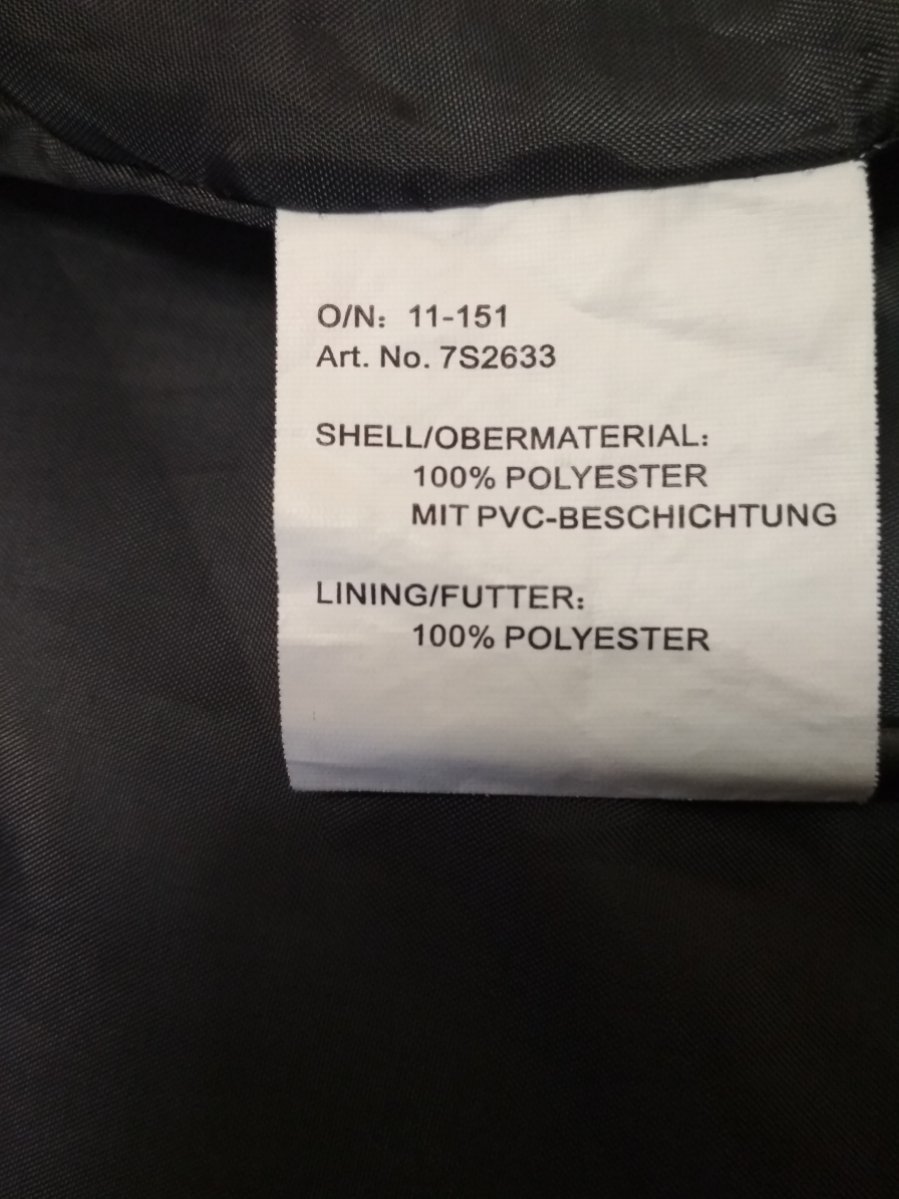 O/N: 11-151
Art. No. 7S2633
SHELL/OBERMATERIAL:
100% POLYESTER
MIT PVC-BESCHICHTUNG
LINING/FUTTER:
100% POLYESTER